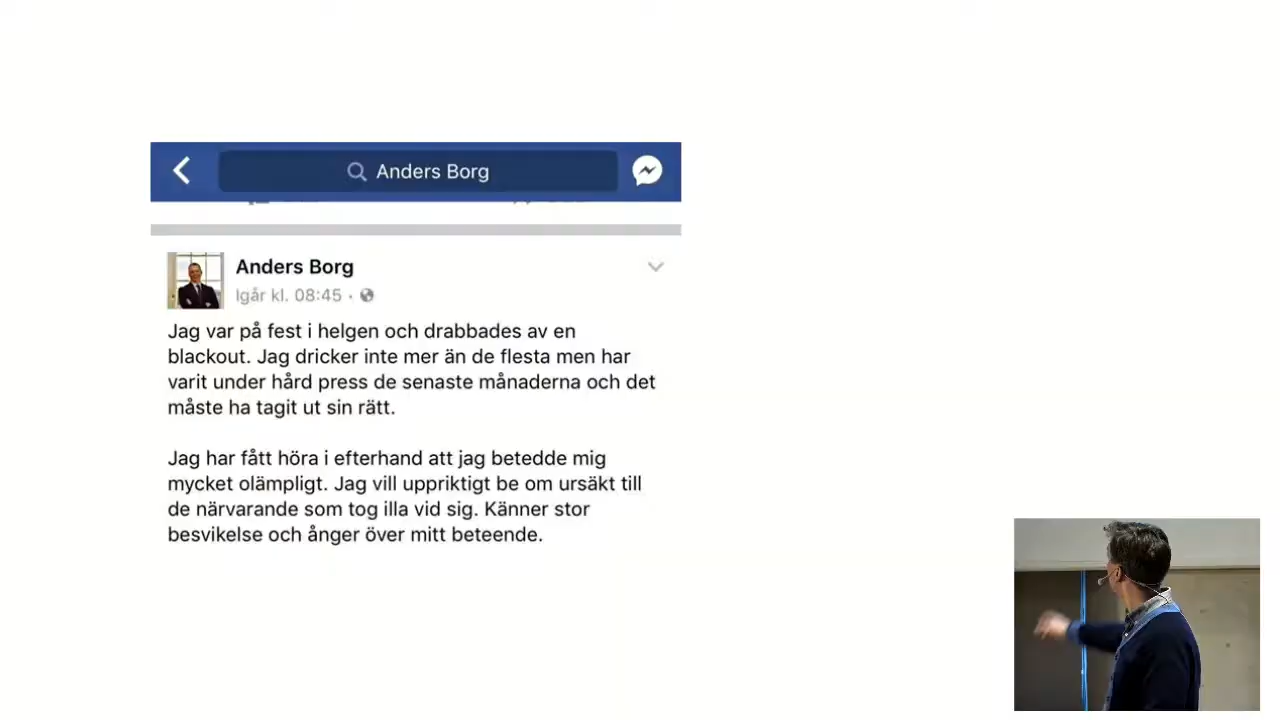 Anders Borg
Anders Borg
Igår kl. 08:45 ·
Jag var på fest i helgen och drabbades av en
blackout. Jag dricker inte mer än de flesta men har
varit under hård press de senaste månaderna och det
måste ha tagit ut sin rätt.
Jag har fått höra i efterhand att jag betedde mig
mycket olämpligt. Jag vill uppriktigt be om ursäkt till
de närvarande som tog illa vid sig. Känner stor
besvikelse och ånger över mitt beteende.